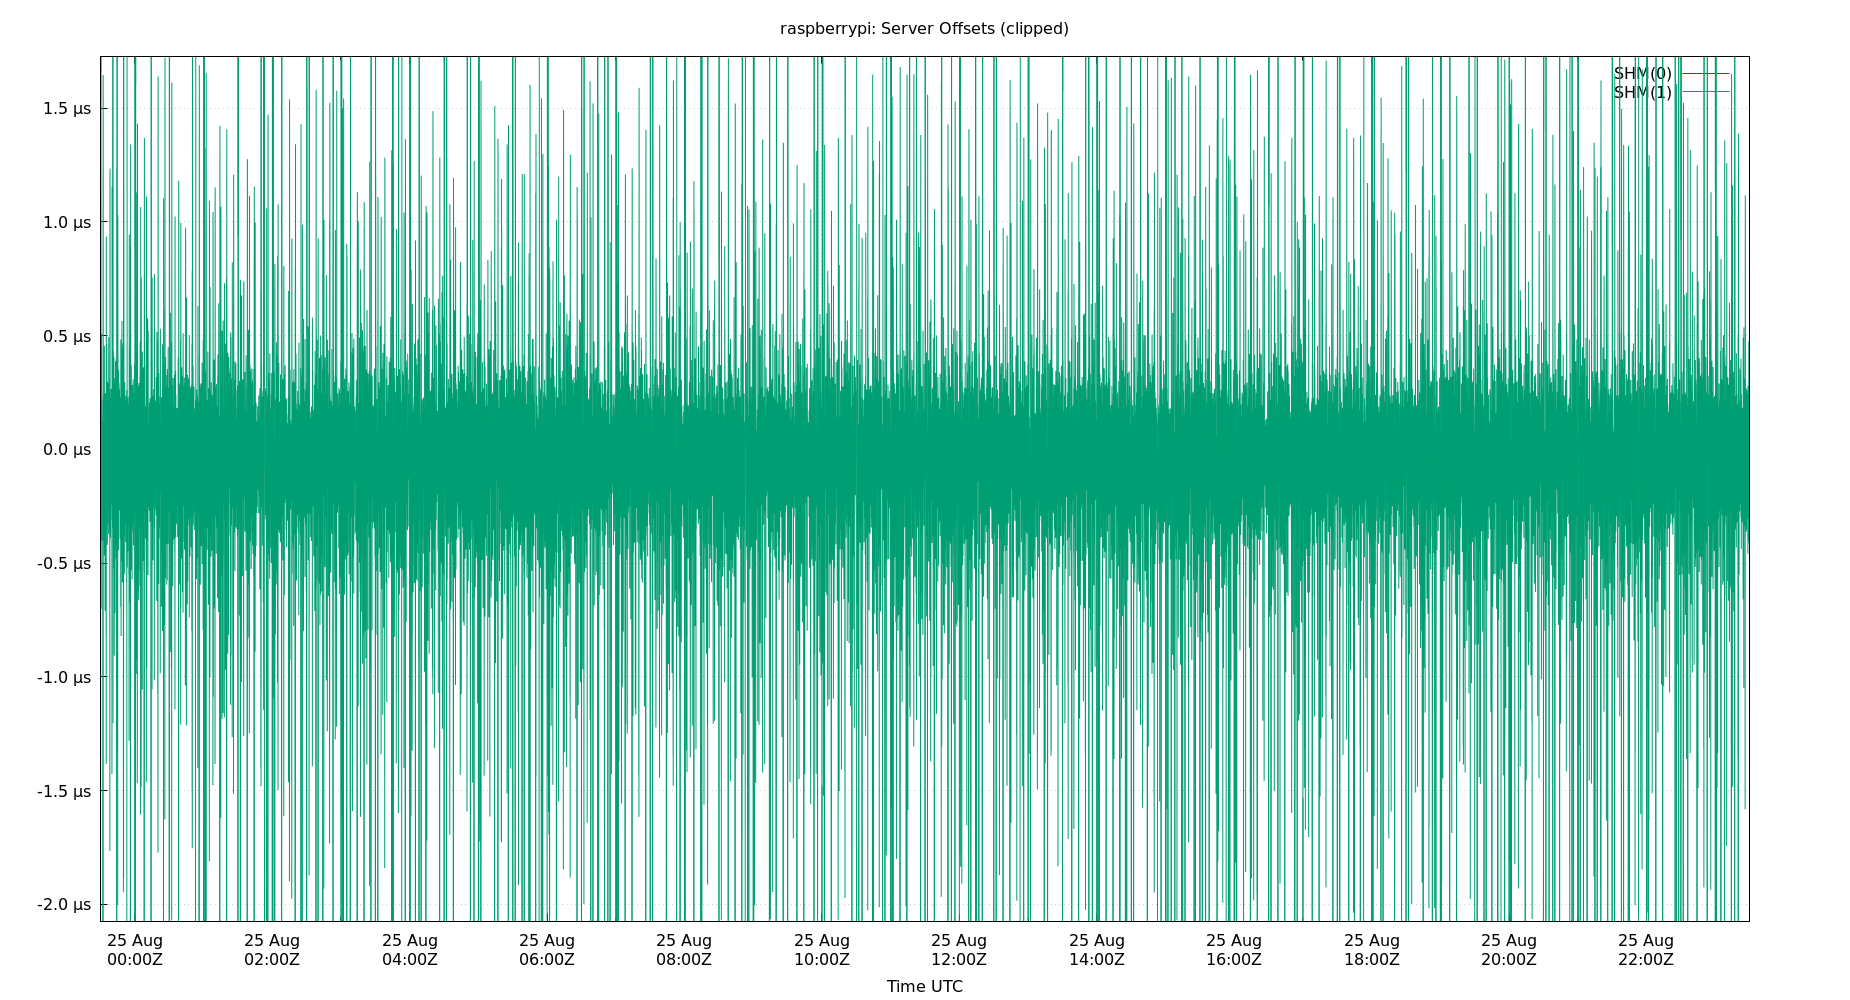 raspberrypi: Server Offsets (clipped)
SHM(0)
SHM(1)
1.5 µs
1.0 µs
0.5 µs
0.0 µs
-0.5 µs
-1.0 µs
-1.5 µs
-2.0 µs
25 Aug 25 Aug 25 Aug 25 Aug 25 Aug 25 Aug 25 Aug 25 Aug 25 Aug 25 Aug 25 Aug 25 Aug
00:00Z 02:00Z 04:00Z 06:00Z 08:00Z 10:00Z 12:00Z 14:00Z 16:00Z 18:00Z 20:00Z 22:00Z
Time UTC